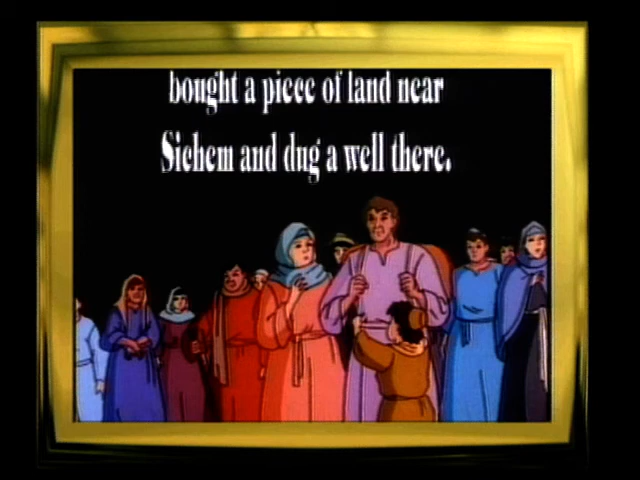 bought a piece of land near
Sichem and dug a well there.